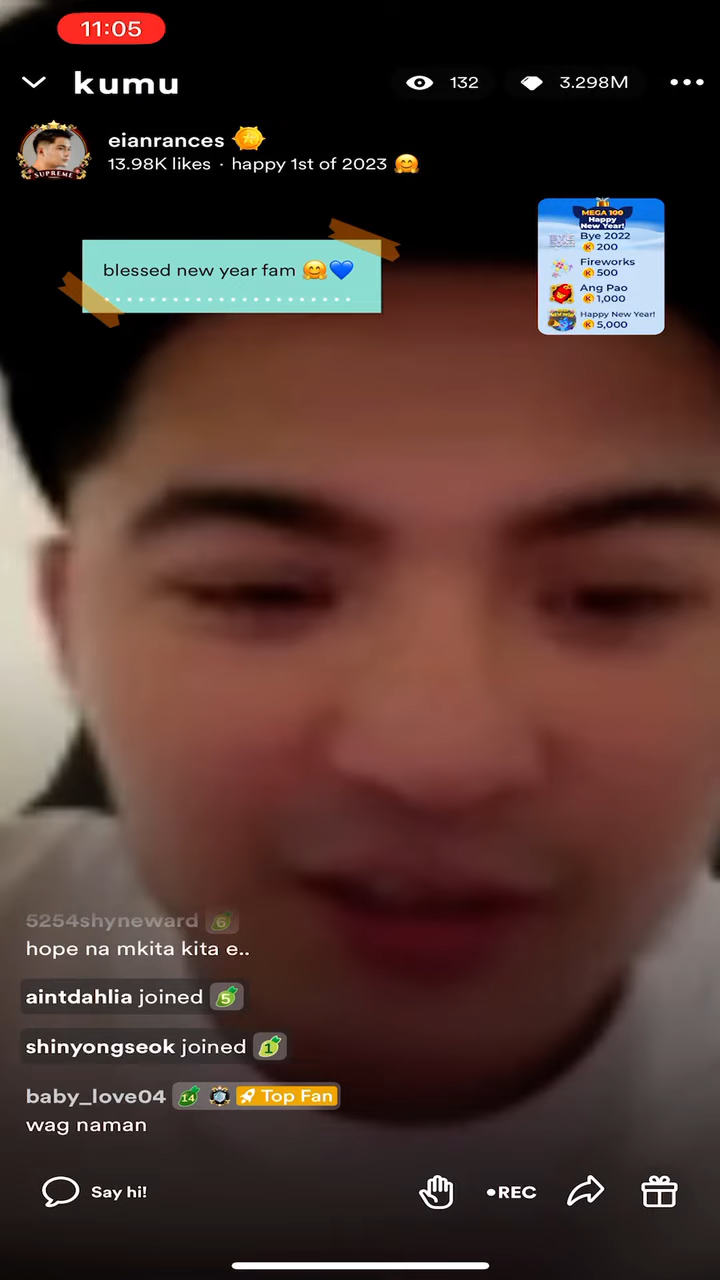 11:05
kumu
132
3.298M
eianrances
13.98K likes · happy 1st of 2023 🤗
SUPREME
blessed new year fam 🤗💙
MEGA 100
Happy
New Year!
Bye 2022
200
Fireworks
500
Ang Pao
1,000
Happy New Year!
5,000
5254shyneward 6
hope na mkita kita e..
aintdahlia joined 5
shinyongseok joined 1
baby_love04 14 Top Fan
wag naman
Say hi!
•REC